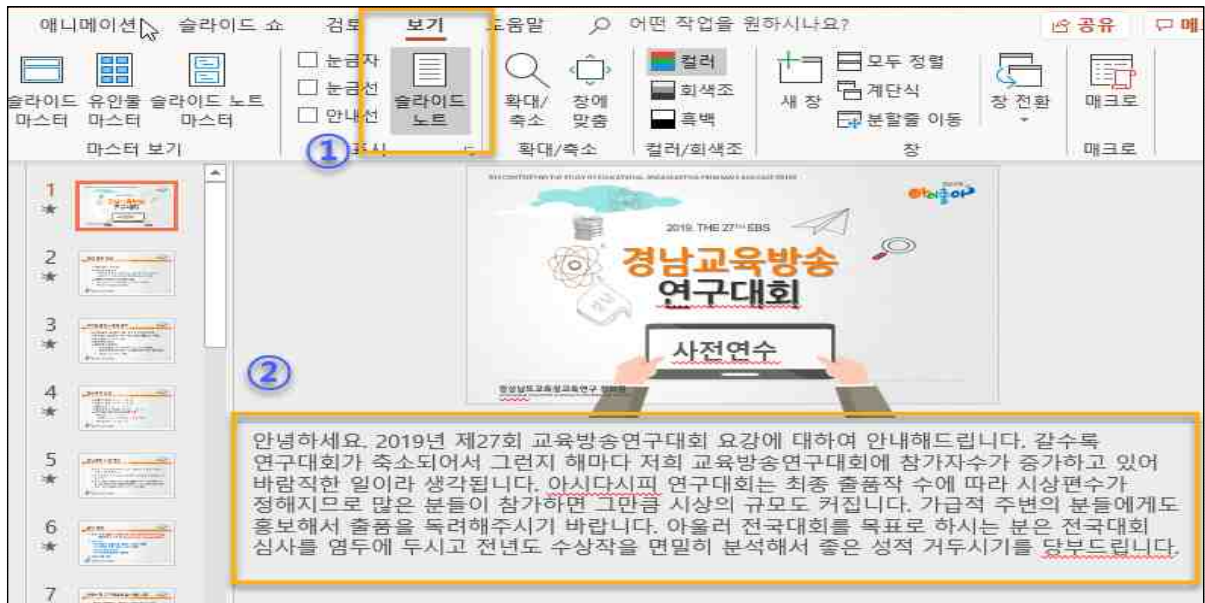 애니메이션 슬라이드 쇼 검토 보기 도움말 어떤 작업을 원하시나요? 공유 메
슬라이드 마스터
유인물 마스터
슬라이드 노트 마스터
마스터 보기
눈금자
눈금선
안내선
표시
슬라이드 노트
확대/축소
창에 맞춤
확대/축소
컬러
회색조
흑백
컬러/회색조
새 창
모두 정렬
계단식
분할줄 이동
창 전환
창
매크로
매크로
①
②
1
2
3
4
5
6
7
2019. THE 27TH EBS
경남교육방송
연구대회
사전연수
안녕하세요. 2019년 제27회 교육방송연구대회 요강에 대하여 안내해드립니다. 갈수록
연구대회가 축소되어서 그런지 해마다 저희 교육방송연구대회에 참가자수가 증가하고 있어
바람직한 일이라 생각됩니다. 아시다시피 연구대회는 최종 출품작 수에 따라 시상편수가
정해지므로 많은 분들이 참가하면 그만큼 시상의 규모도 커집니다. 가급적 주변의 분들에게도
홍보해서 출품을 독려해주시기 바랍니다. 아울러 전국대회를 목표로 하시는 분은 전국대회
심사를 염두에 두시고 전년도 수상작을 면밀히 분석해서 좋은 성적 거두시기를 당부드립니다.